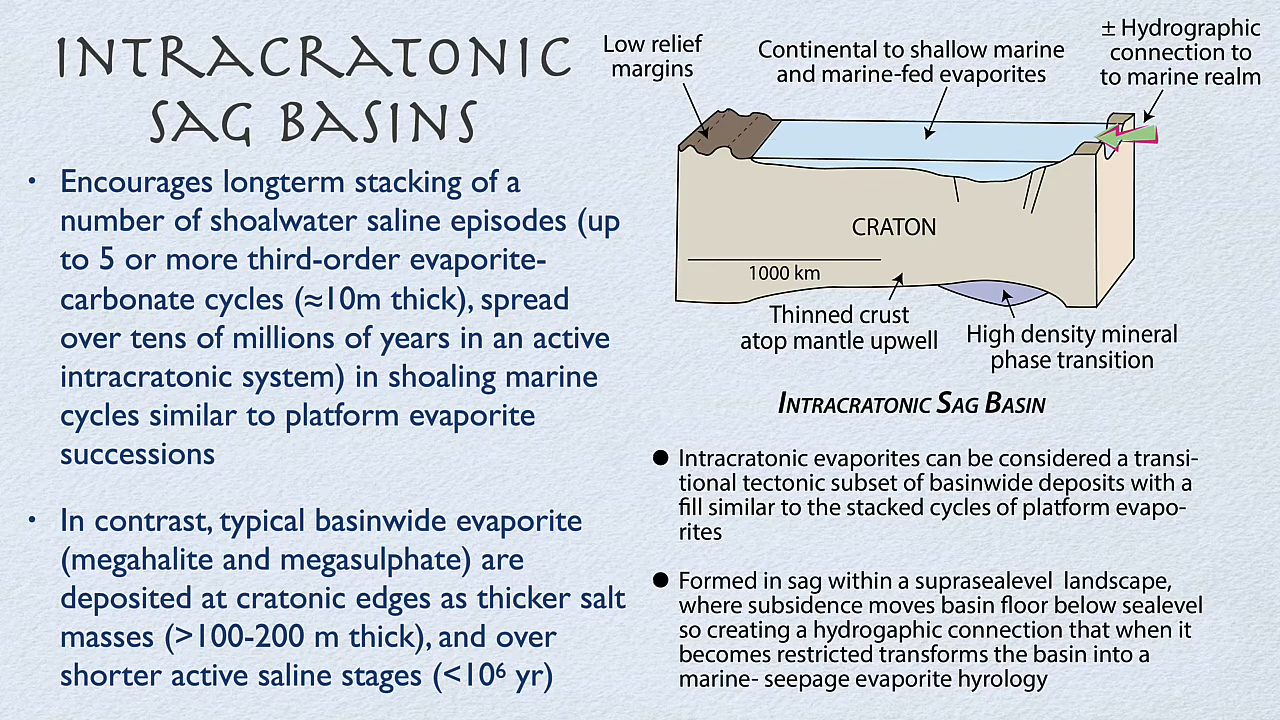 INTRACRATONIC
SAG BASINS
• Encourages longterm stacking of a
number of shoalwater saline episodes (up
to 5 or more third-order evaporite-
carbonate cycles (≈10m thick), spread
over tens of millions of years in an active
intracratonic system) in shoaling marine
cycles similar to platform evaporite
successions
• In contrast, typical basinwide evaporite
(megahalite and megasulphate) are
deposited at cratonic edges as thicker salt
masses (>100-200 m thick), and over
shorter active saline stages (<10⁶ yr)
Low relief
margins
Continental to shallow marine
and marine-fed evaporites
± Hydrographic
connection to
to marine realm
CRATON
1000 km
Thinned crust
atop mantle upwell
High density mineral
phase transition
INTRACRATONIC SAG BASIN
● Intracratonic evaporites can be considered a transi-
tional tectonic subset of basinwide deposits with a
fill similar to the stacked cycles of platform evapo-
rites
● Formed in sag within a suprasealevel landscape,
where subsidence moves basin floor below sealevel
so creating a hydrogaphic connection that when it
becomes restricted transforms the basin into a
marine- seepage evaporite hyrology